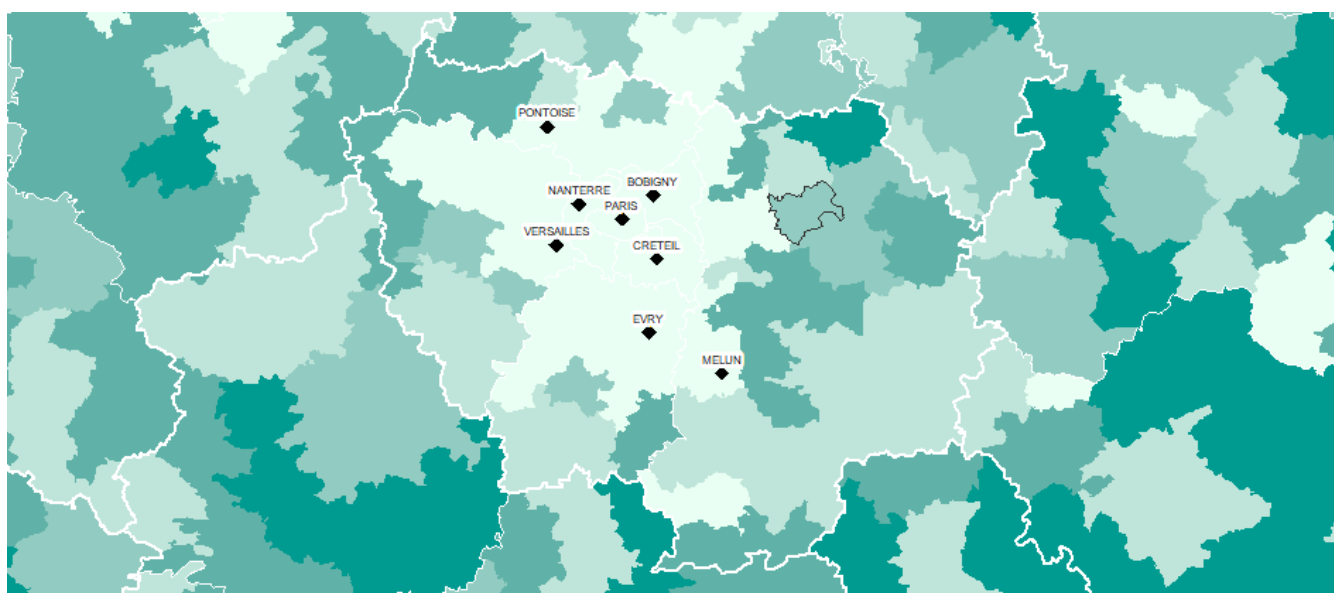 PONTOISE
NANTERRE
BOBIGNY
PARIS
VERSAILLES
CRETEIL
EVRY
MELUN